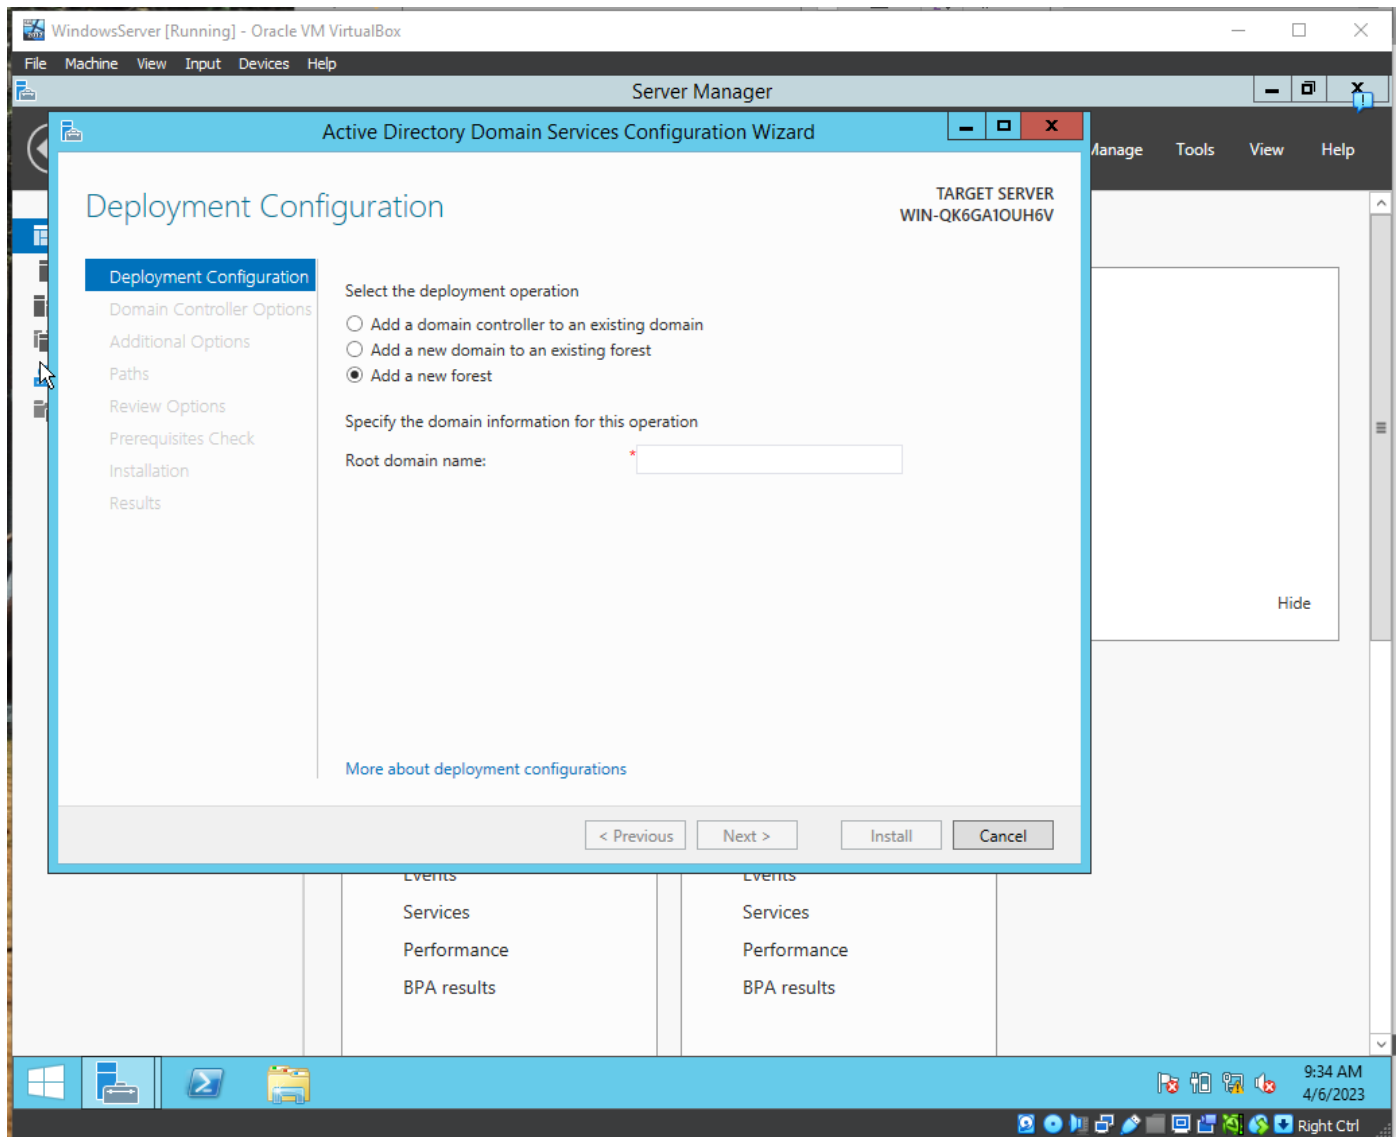 WindowsServer [Running] - Oracle VM VirtualBox
File Machine View Input Devices Help
Server Manager
Manage Tools View Help
Active Directory Domain Services Configuration Wizard
Deployment Configuration
TARGET SERVER
WIN-QK6GA1OUH6V
Deployment Configuration
Domain Controller Options
Additional Options
Paths
Review Options
Prerequisites Check
Installation
Results
Select the deployment operation
Add a domain controller to an existing domain
Add a new domain to an existing forest
Add a new forest
Specify the domain information for this operation
Root domain name: *
More about deployment configurations
< Previous Next > Install Cancel
Hide
Events Events
Services Services
Performance Performance
BPA results BPA results
9:34 AM
4/6/2023
Right Ctrl